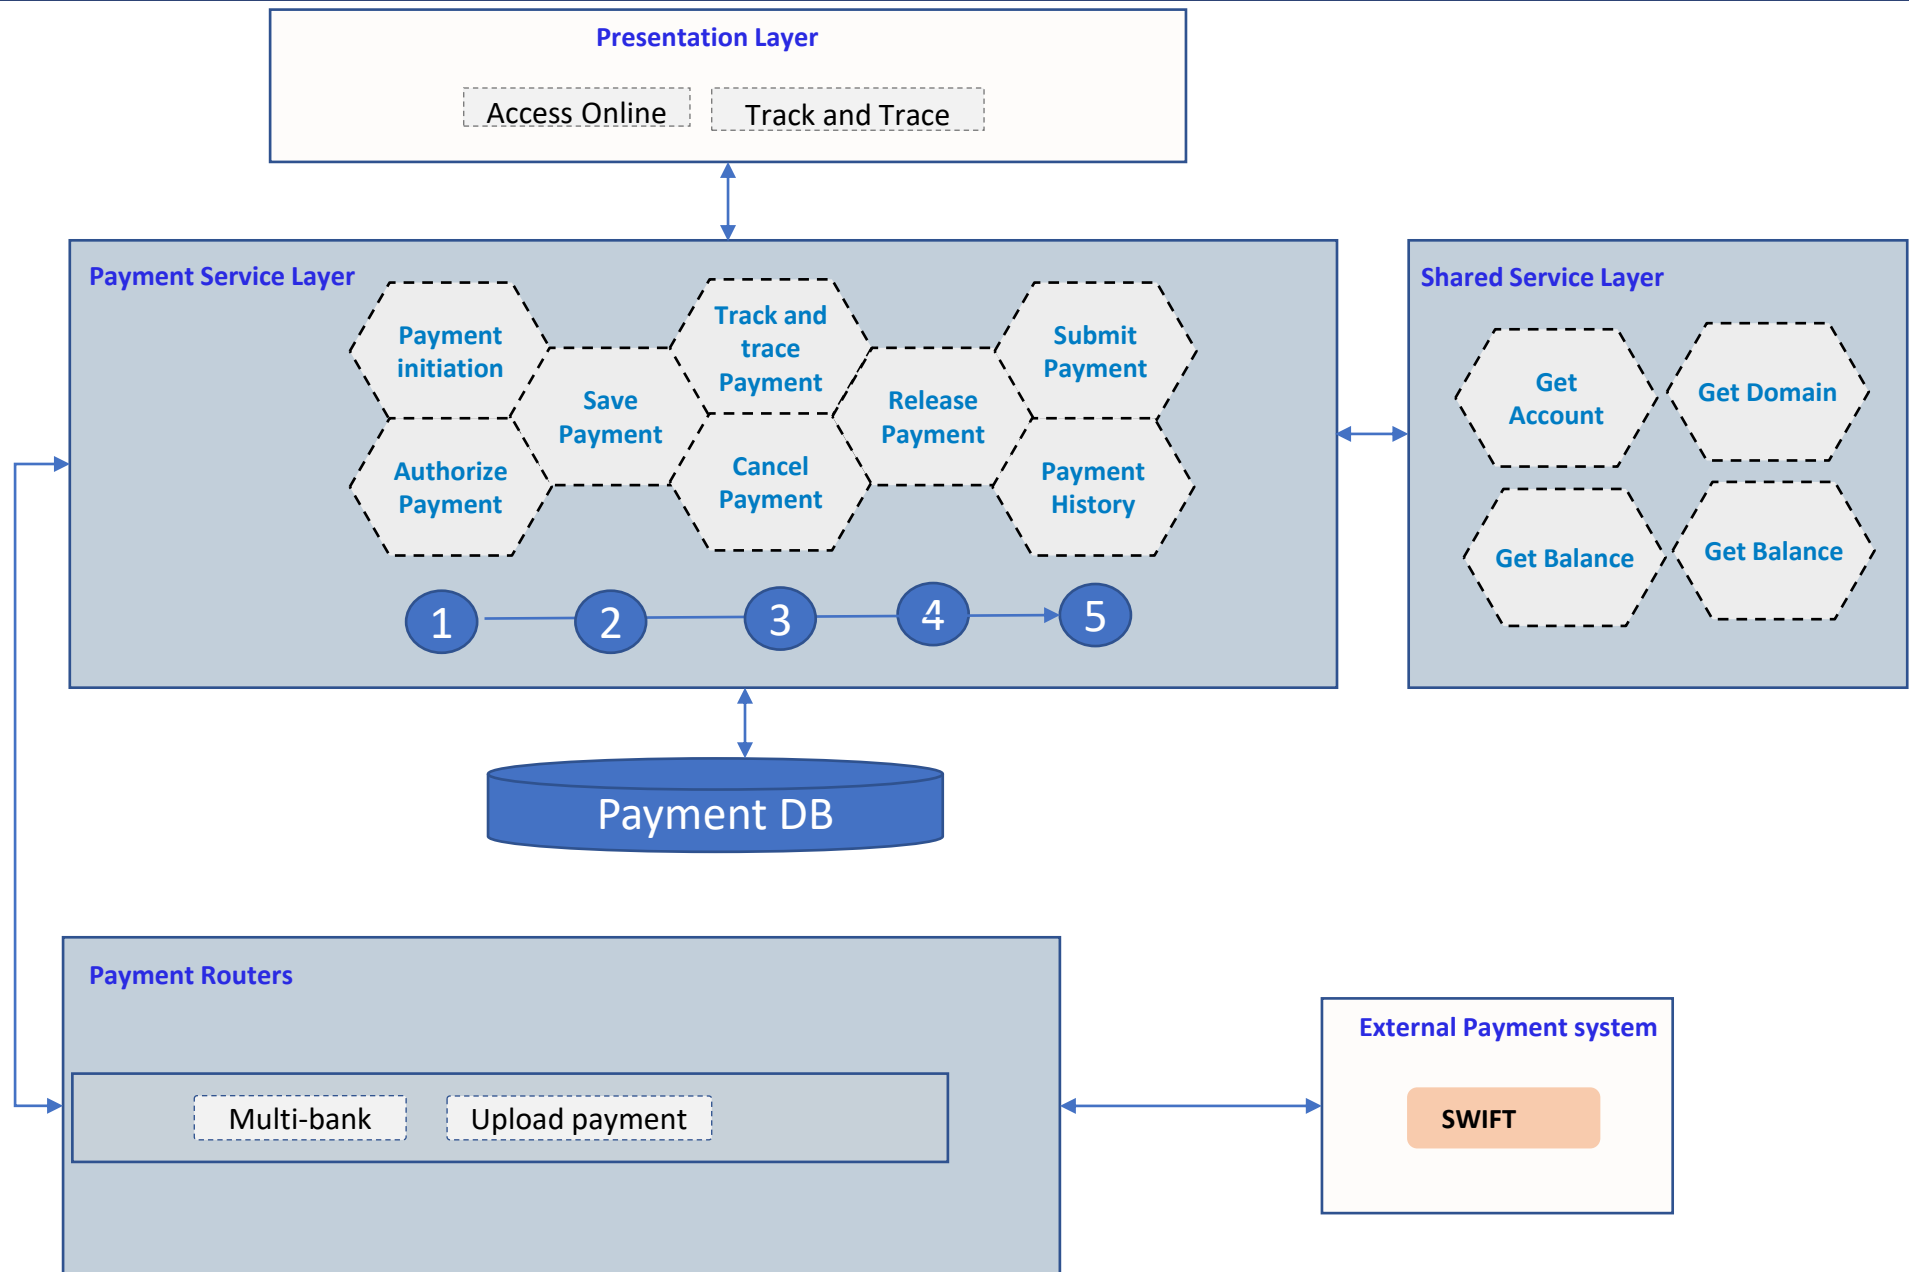 Presentation Layer
Access Online
Track and Trace
Payment Service Layer
Payment
initiation
Authorize
Payment
Save
Payment
Track and
trace
Payment
Cancel
Payment
Release
Payment
Submit
Payment
Payment
History
1
2
3
4
5
Shared Service Layer
Get
Account
Get Domain
Get Balance
Get Balance
Payment DB
Payment Routers
Multi-bank
Upload payment
External Payment system
SWIFT